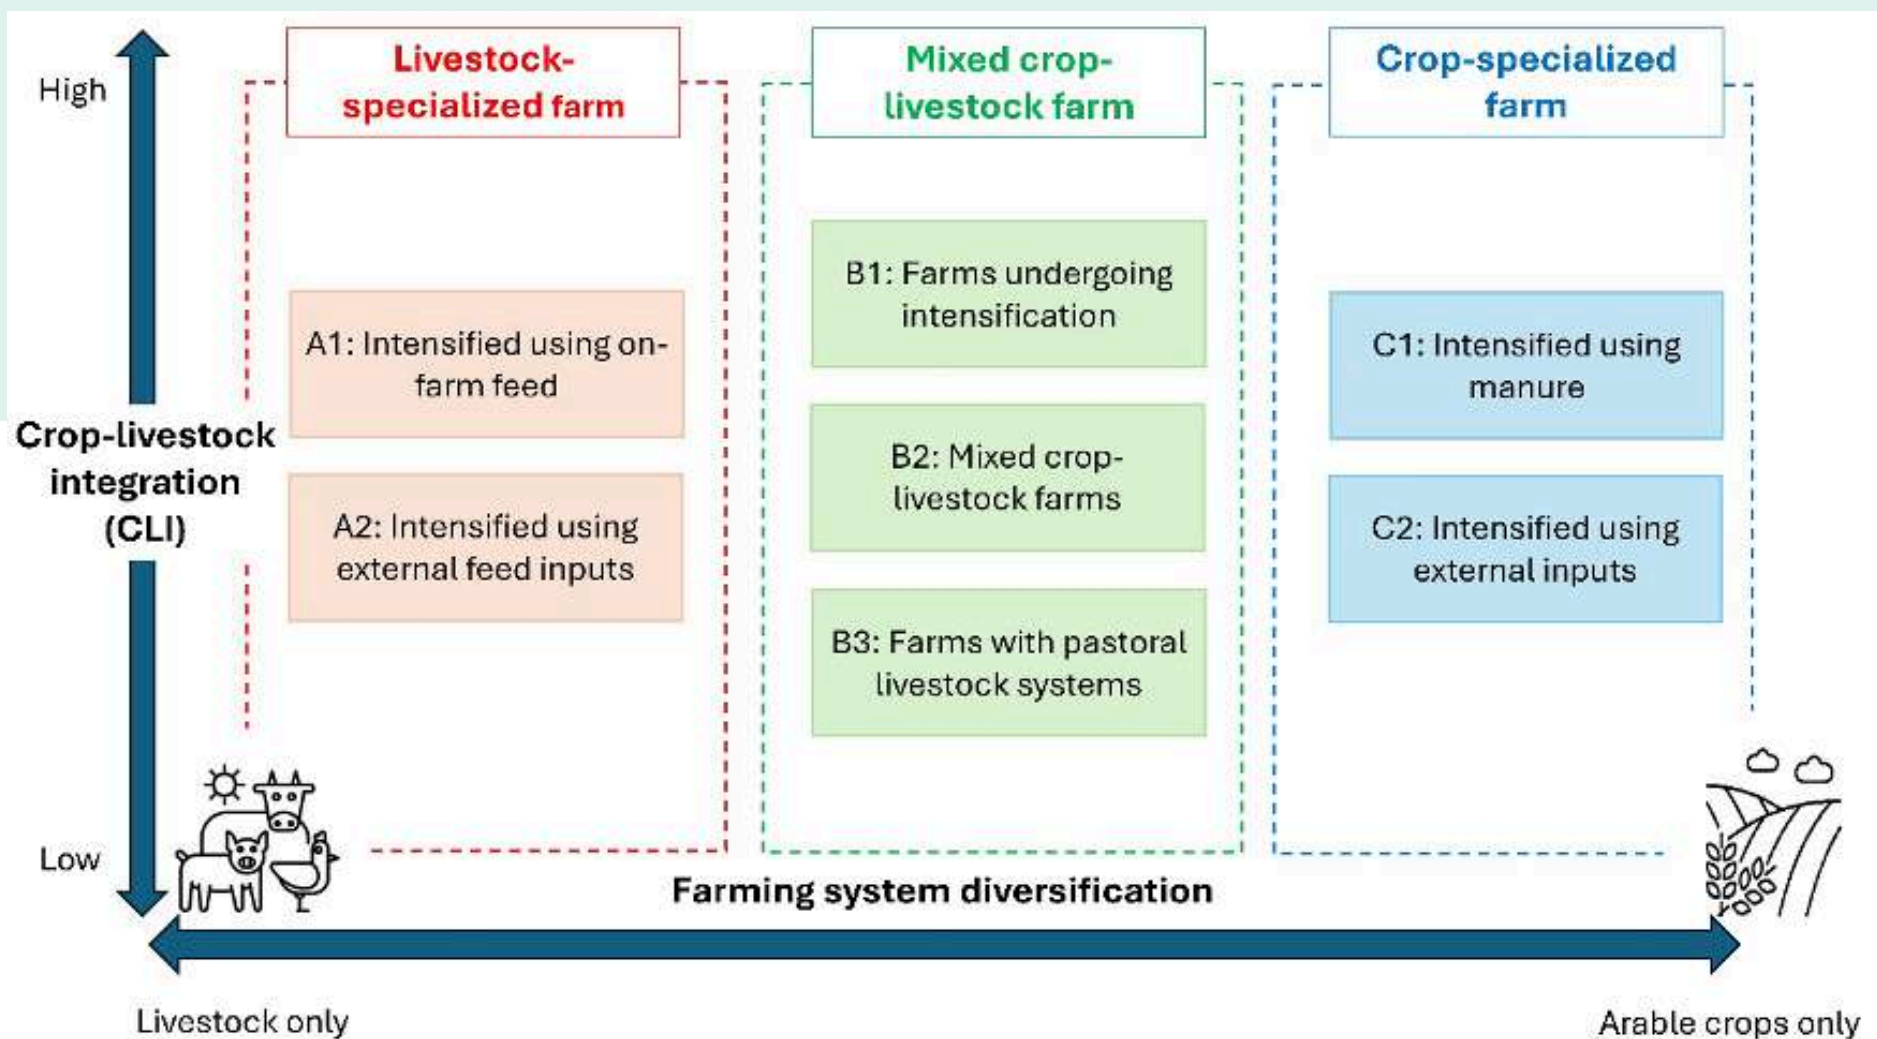 High
Livestock-
specialized farm
Mixed crop-
livestock farm
Crop-specialized
farm
A1: Intensified using on-
farm feed
B1: Farms undergoing
intensification
C1: Intensified using
manure
Crop-livestock
integration
(CLI)
A2: Intensified using
external feed inputs
B2: Mixed crop-
livestock farms
C2: Intensified using
external inputs
B3: Farms with pastoral
livestock systems
Low
Farming system diversification
Livestock only
Arable crops only